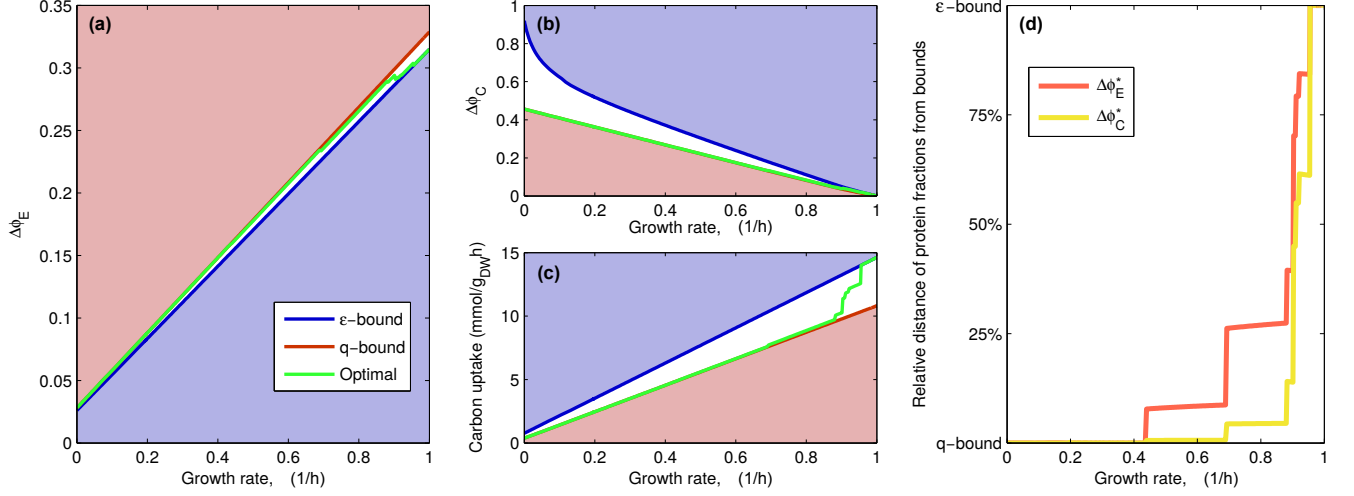 (a)
0.35
0.3
0.25
0.2
0.15
0.1
0.05
0
ΔϕE
0 0.2 0.4 0.6 0.8 1
Growth rate, (1/h)
ε−bound
q−bound
Optimal
(b)
1
0.8
0.6
0.4
0.2
0
ΔϕC
0 0.2 0.4 0.6 0.8 1
Growth rate, (1/h)
(c)
15
10
5
0
Carbon uptake (mmol/gDWh)
0 0.2 0.4 0.6 0.8 1
Growth rate, (1/h)
(d)
ε−bound
75%
50%
25%
q−bound
Relative distance of protein fractions from bounds
Δϕ*E
Δϕ*C
0 0.2 0.4 0.6 0.8 1
Growth rate, (1/h)